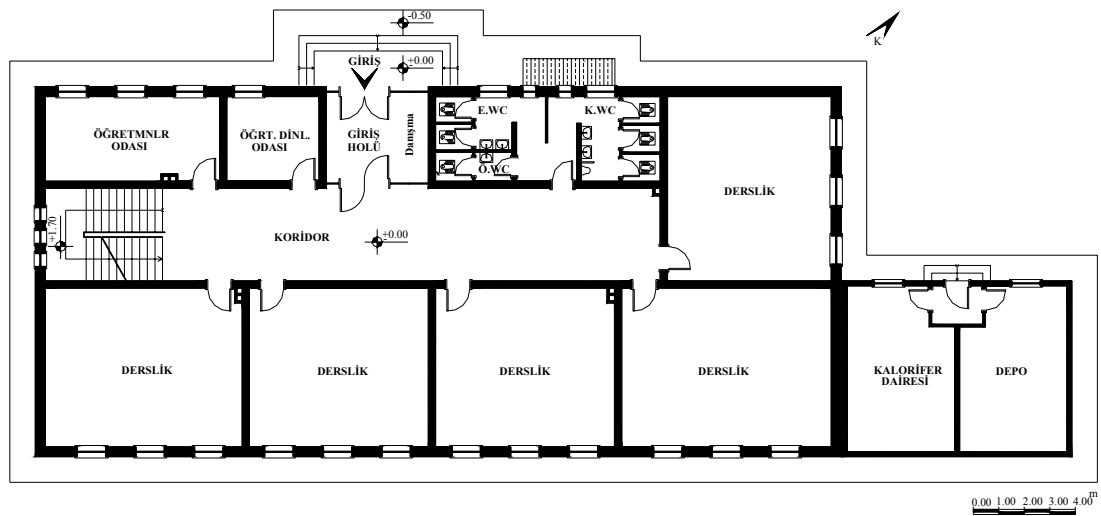 -0.50
K
GİRİŞ
±0.00
E.WC
K.WC
ÖĞRETMNLR
ODASI
ÖĞRT. DİNL.
ODASI
GİRİŞ
HOLÜ
Danışma
Ö.WC
DERSLİK
+1.70
KORİDOR
±0.00
DERSLİK
DERSLİK
DERSLİK
DERSLİK
KALORİFER
DAİRESİ
DEPO
0.00 1.00 2.00 3.00 4.00 m